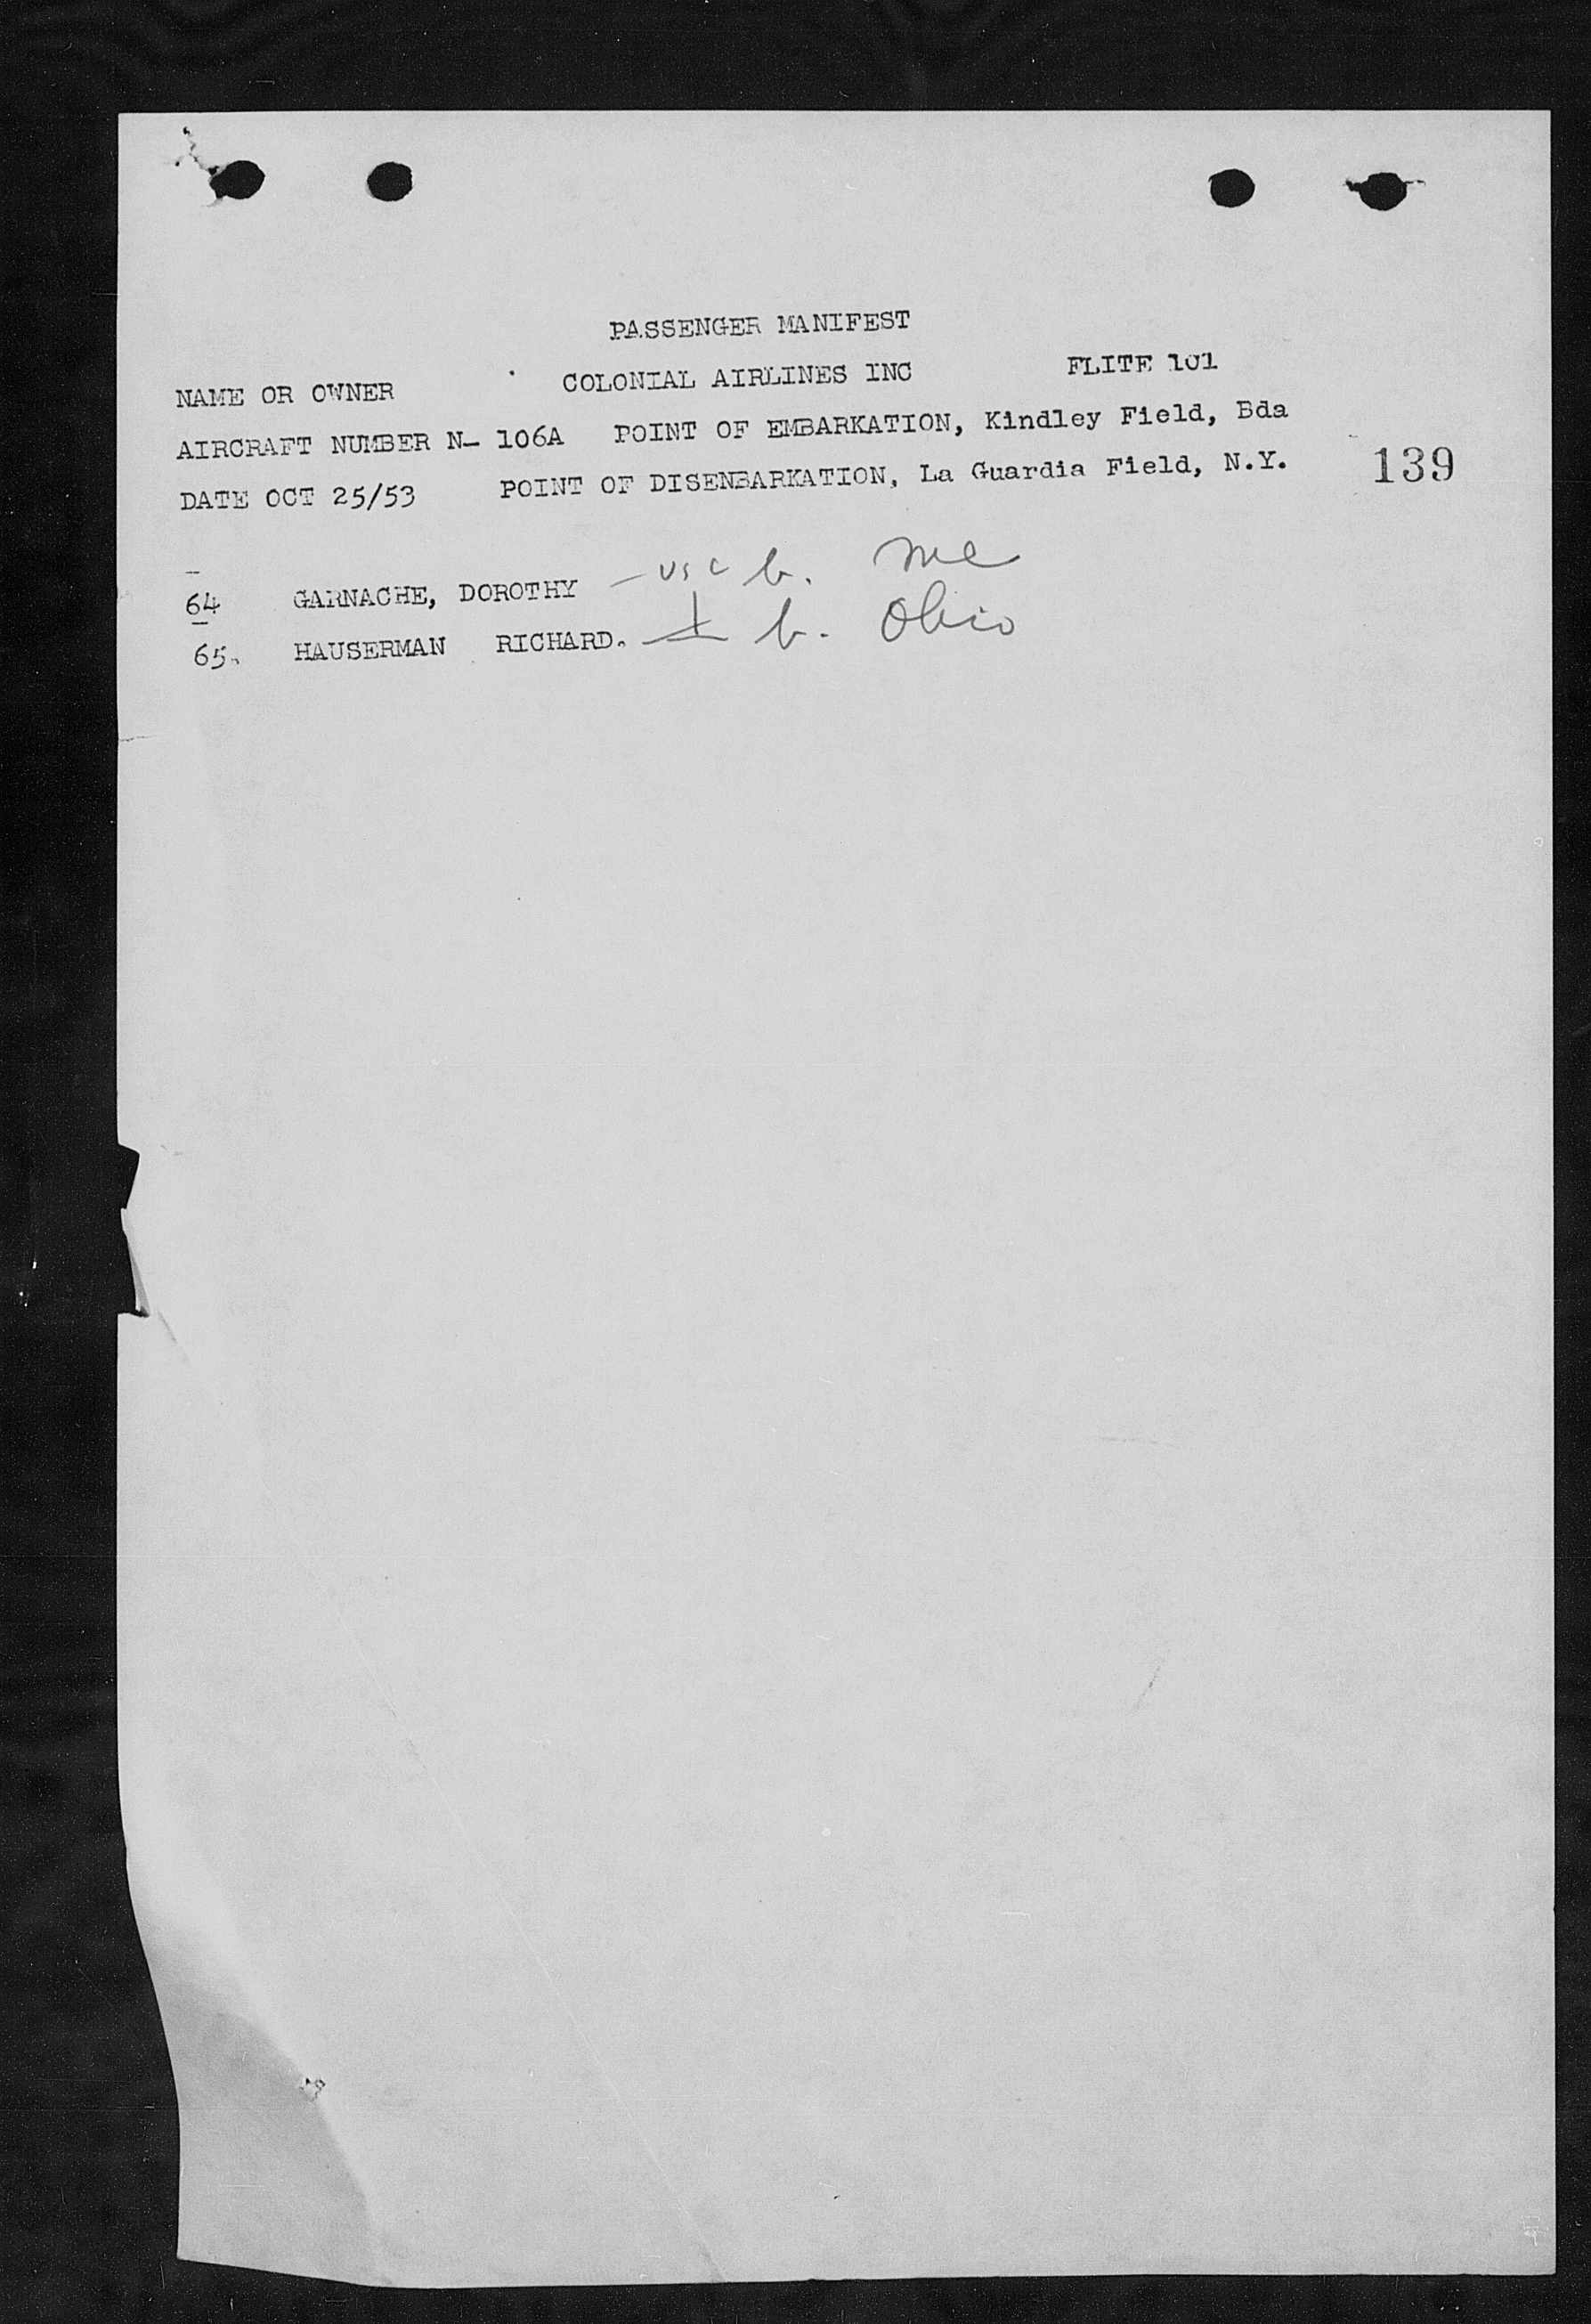 PASSENGER MANIFEST
NAME OR OWNER COLONIAL AIRLINES INC FLITE 101
AIRCRAFT NUMBER N- 106A POINT OF EMBARKATION, Kindley Field, Bda
DATE OCT 25/53 POINT OF DISENBARKATION, La Guardia Field, N.Y. 139
64 GARNACHE, DOROTHY - USC b. Me
65. HAUSERMAN RICHARD. b. Ohio